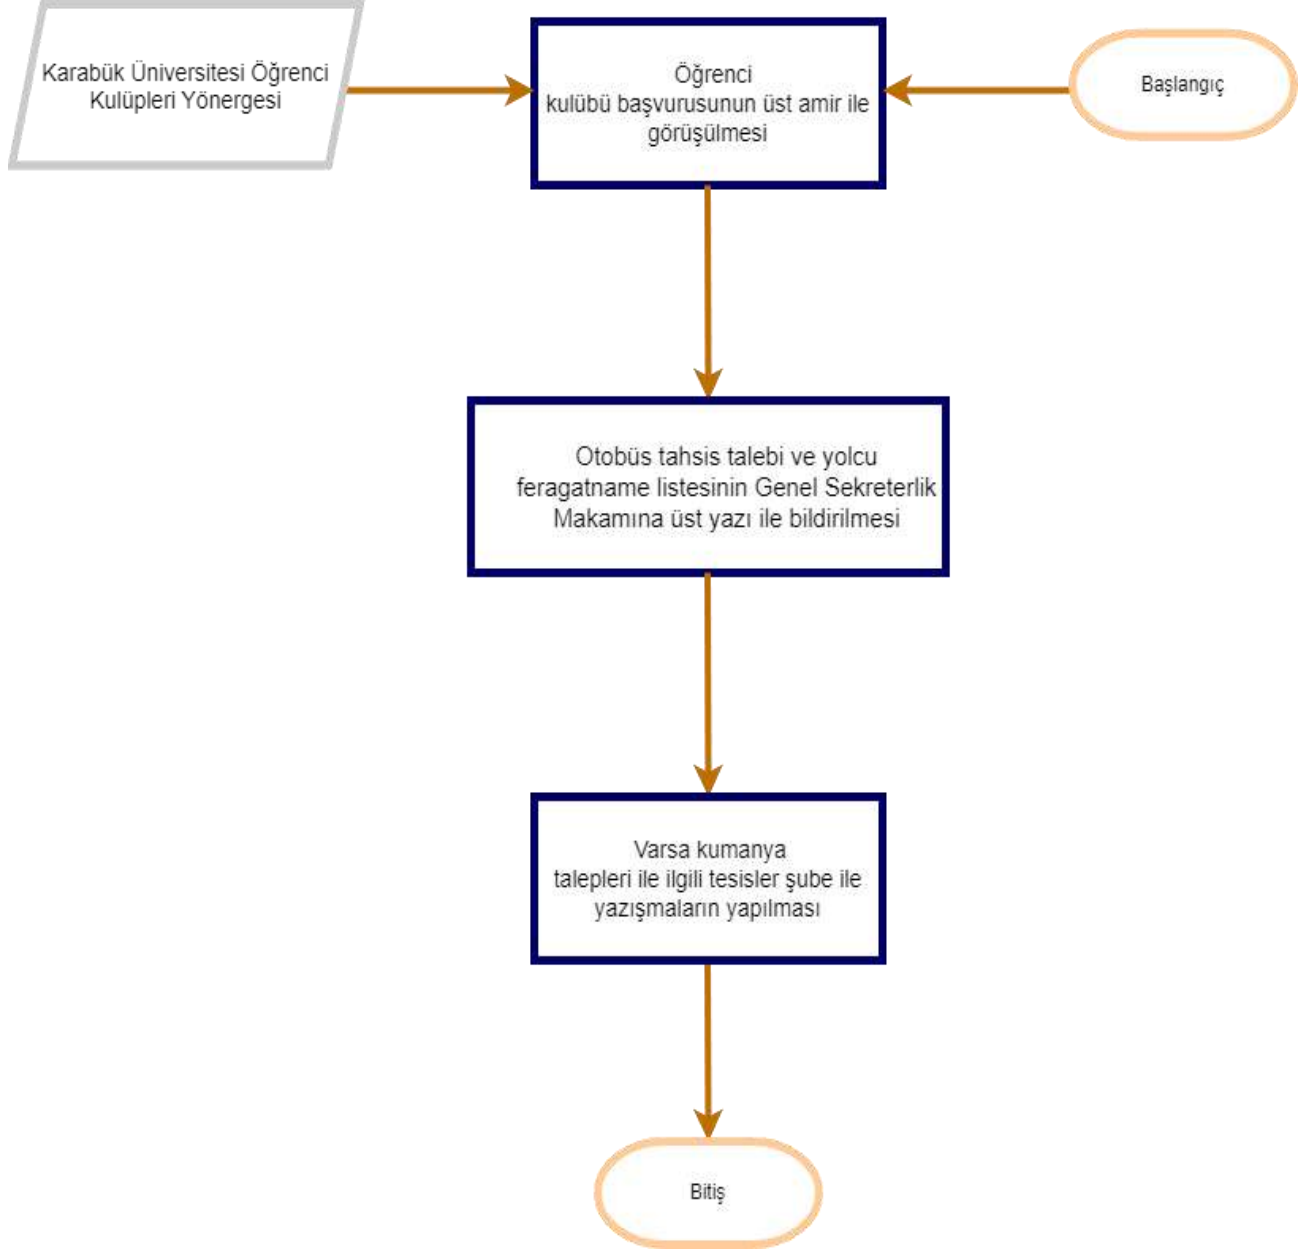 Karabük Üniversitesi Öğrenci
Kulüpleri Yönergesi
Öğrenci
kulübü başvurusunun üst amir ile
görüşülmesi
Başlangıç
Otobüs tahsis talebi ve yolcu
feragatname listesinin Genel Sekreterlik
Makamına üst yazı ile bildirilmesi
Varsa kumanya
talepleri ile ilgili tesisler şube ile
yazışmaların yapılması
Bitiş